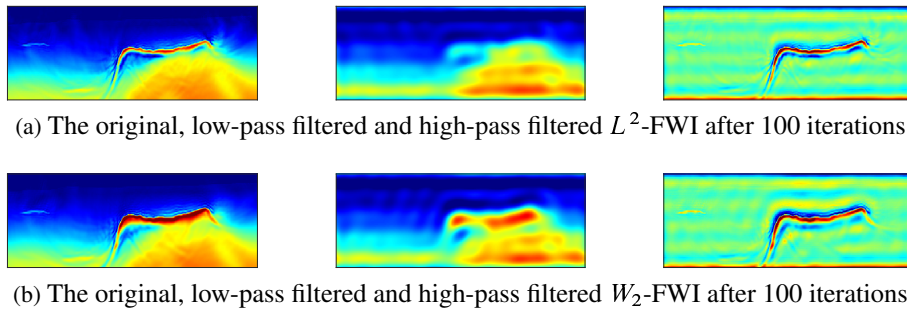 (a) The original, low-pass filtered and high-pass filtered L²-FWI after 100 iterations
(b) The original, low-pass filtered and high-pass filtered W₂-FWI after 100 iterations